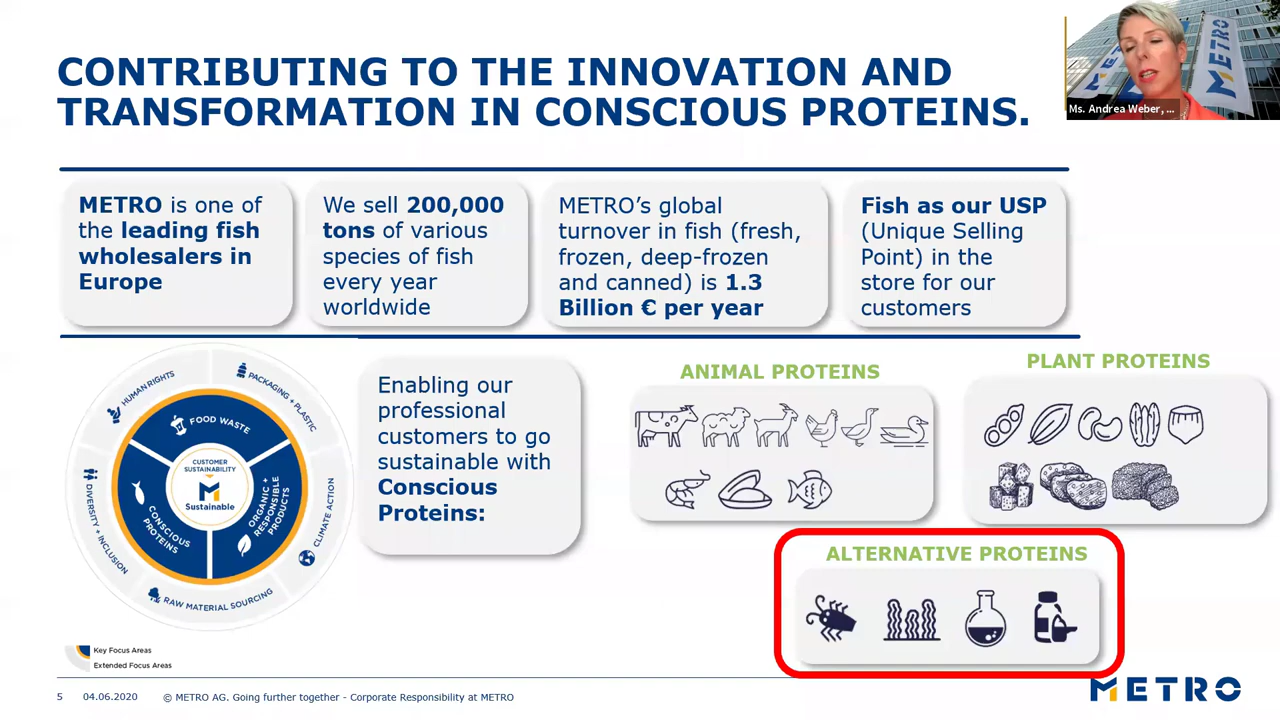 CONTRIBUTING TO THE INNOVATION AND
TRANSFORMATION IN CONSCIOUS PROTEINS.
METRO
Ms. Andrea Weber, ...
METRO is one of
the leading fish
wholesalers in
Europe
We sell 200,000
tons of various
species of fish
every year
worldwide
METRO’s global
turnover in fish (fresh,
frozen, deep-frozen
and canned) is 1.3
Billion € per year
Fish as our USP
(Unique Selling
Point) in the
store for our
customers
HUMAN RIGHTS
PACKAGING + PLASTIC
CLIMATE ACTION
RAW MATERIAL SOURCING
DIVERSITY + INCLUSION
FOOD WASTE
ORGANIC +
RESPONSIBLE
PRODUCTS
CONSCIOUS
PROTEINS
CUSTOMER
SUSTAINABILITY
M
Sustainable
Key Focus Areas
Extended Focus Areas
Enabling our
professional
customers to go
sustainable with
Conscious
Proteins:
ANIMAL PROTEINS
PLANT PROTEINS
ALTERNATIVE PROTEINS
5 04.06.2020 © METRO AG. Going further together - Corporate Responsibility at METRO
METRO